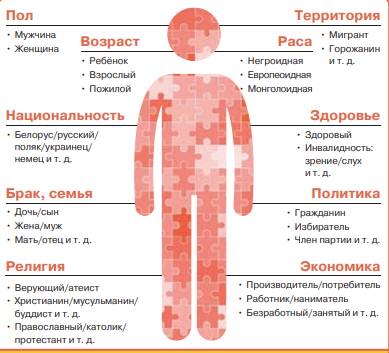 Пол
• Мужчина
• Женщина
Возраст
• Ребёнок
• Взрослый
• Пожилой
Раса
• Негроидная
• Европеоидная
• Монголоидная
Территория
• Мигрант
• Горожанин
и т. д.
Национальность
• Белорус/русский/
поляк/украинец/
немец и т. д.
Здоровье
• Здоровый
• Инвалидность:
зрение/слух
и т. д.
Брак, семья
• Дочь/сын
• Жена/муж
• Мать/отец и т. д.
Политика
• Гражданин
• Избиратель
• Член партии и т. д.
Религия
• Верующий/атеист
• Христианин/мусульманин/
буддист и т. д.
• Православный/католик/
протестант и т. д.
Экономика
• Производитель/потребитель
• Работник/наниматель
• Безработный/занятый и т. д.